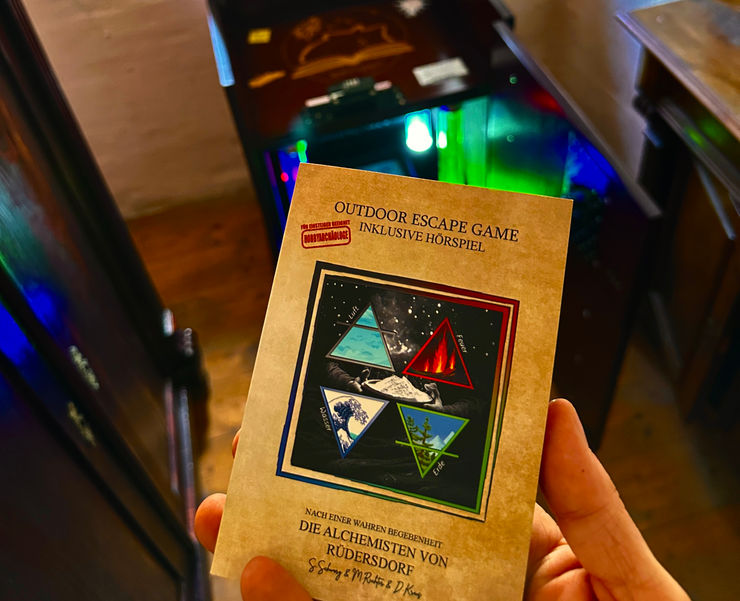 OUTDOOR ESCAPE GAME
INKLUSIVE HÖRSPIEL
FÜR EINSTEIGER GEEIGNET
HOBBYARCHÄOLOGE
Luft
Feuer
Wasser
Erde
NACH EINER WAHREN BEGEBENHEIT
DIE ALCHEMISTEN VON
RÜDERSDORF